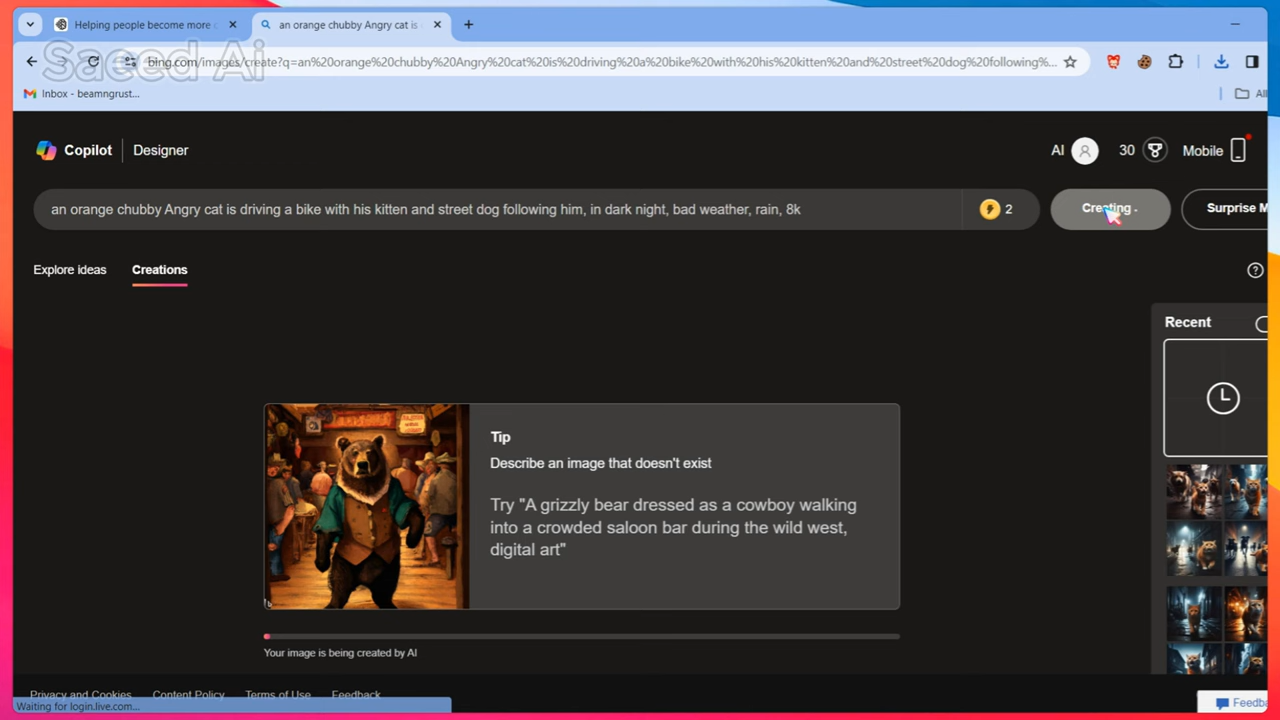 Helping people become more
an orange chubby Angry cat is
Saeed Ai
bing.com/images/create?q=an%20orange%20chubby%20Angry%20cat%20is%20driving%20a%20bike%20with%20his%20kitten%20and%20street%20dog%20following%...
Inbox - beamngrust...
All
Copilot
Designer
AI
30
Mobile
an orange chubby Angry cat is driving a bike with his kitten and street dog following him, in dark night, bad weather, rain, 8k
2
Creating .
Surprise M
Explore ideas
Creations
Recent
Tip
Describe an image that doesn't exist
Try "A grizzly bear dressed as a cowboy walking
into a crowded saloon bar during the wild west,
digital art"
Your image is being created by AI
Privacy and Cookies
Content Policy
Terms of Use
Feedback
Feedba
Waiting for login.live.com...